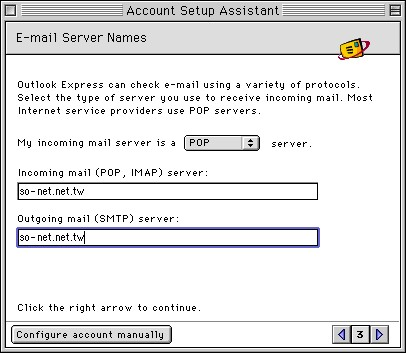 Account Setup Assistant
E-mail Server Names
Outlook Express can check e-mail using a variety of protocols.
Select the type of server you use to receive incoming mail. Most
Internet service providers use POP servers.
My incoming mail server is a POP server.
Incoming mail (POP, IMAP) server:
so-net.net.tw
Outgoing mail (SMTP) server:
so-net.net.tw
Click the right arrow to continue.
Configure account manually 3